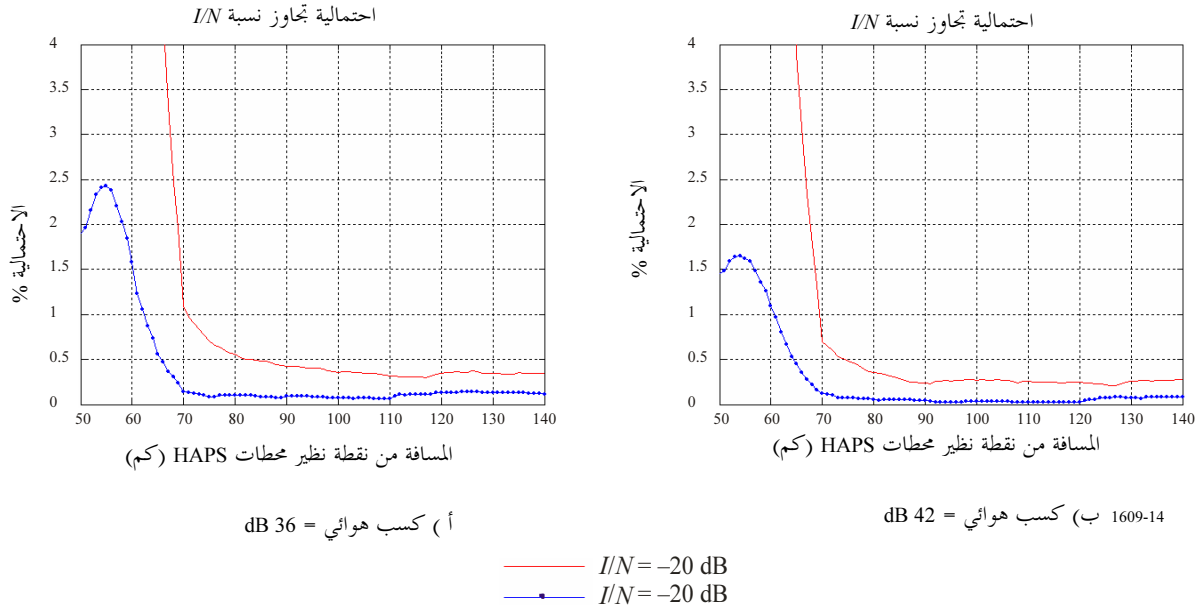 احتمالية تجاوز نسبة I/N
4
3.5
3
2.5
2
1.5
1
0.5
0
50 60 70 80 90 100 110 120 130 140
الاحتمالية %
المسافة من نقطة نظير محطات HAPS (كم)
أ ) كسب هوائي = 36 dB
احتمالية تجاوز نسبة I/N
4
3.5
3
2.5
2
1.5
1
0.5
0
50 60 70 80 90 100 110 120 130 140
الاحتمالية %
المسافة من نقطة نظير محطات HAPS (كم)
ب) كسب هوائي = 42 dB
1609-14
I/N = –20 dB
I/N = –20 dB